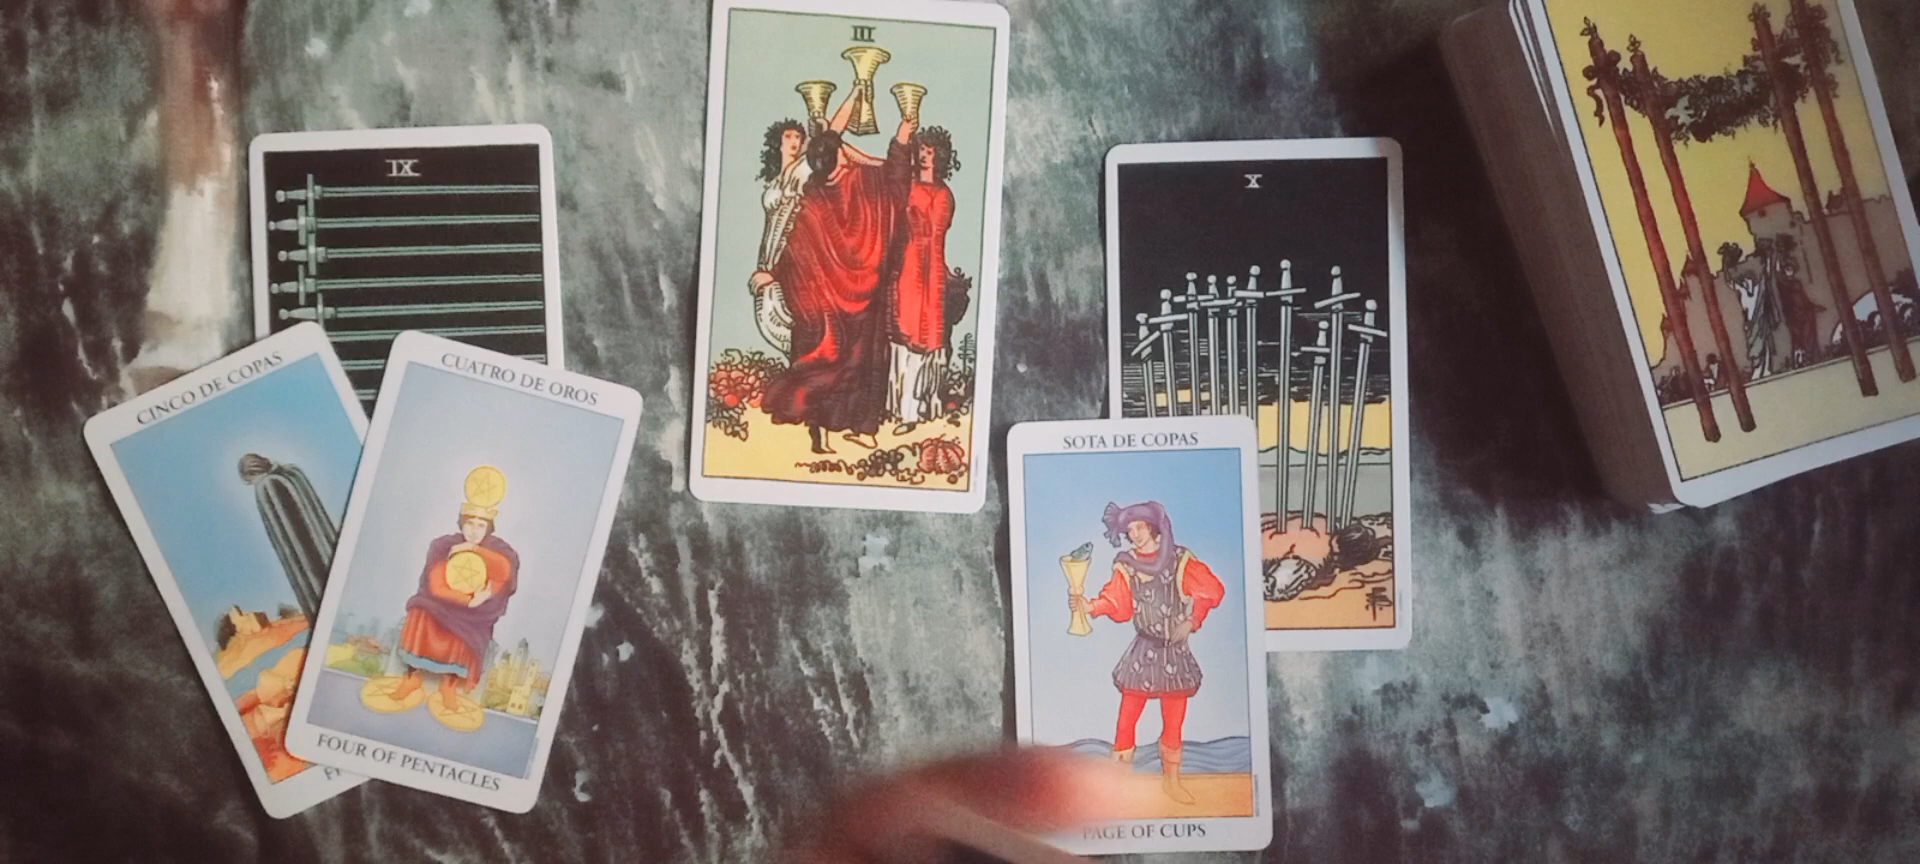 III
IX
X
CINCO DE COPAS
CUATRO DE OROS
FOUR OF PENTACLES
SOTA DE COPAS
PAGE OF CUPS